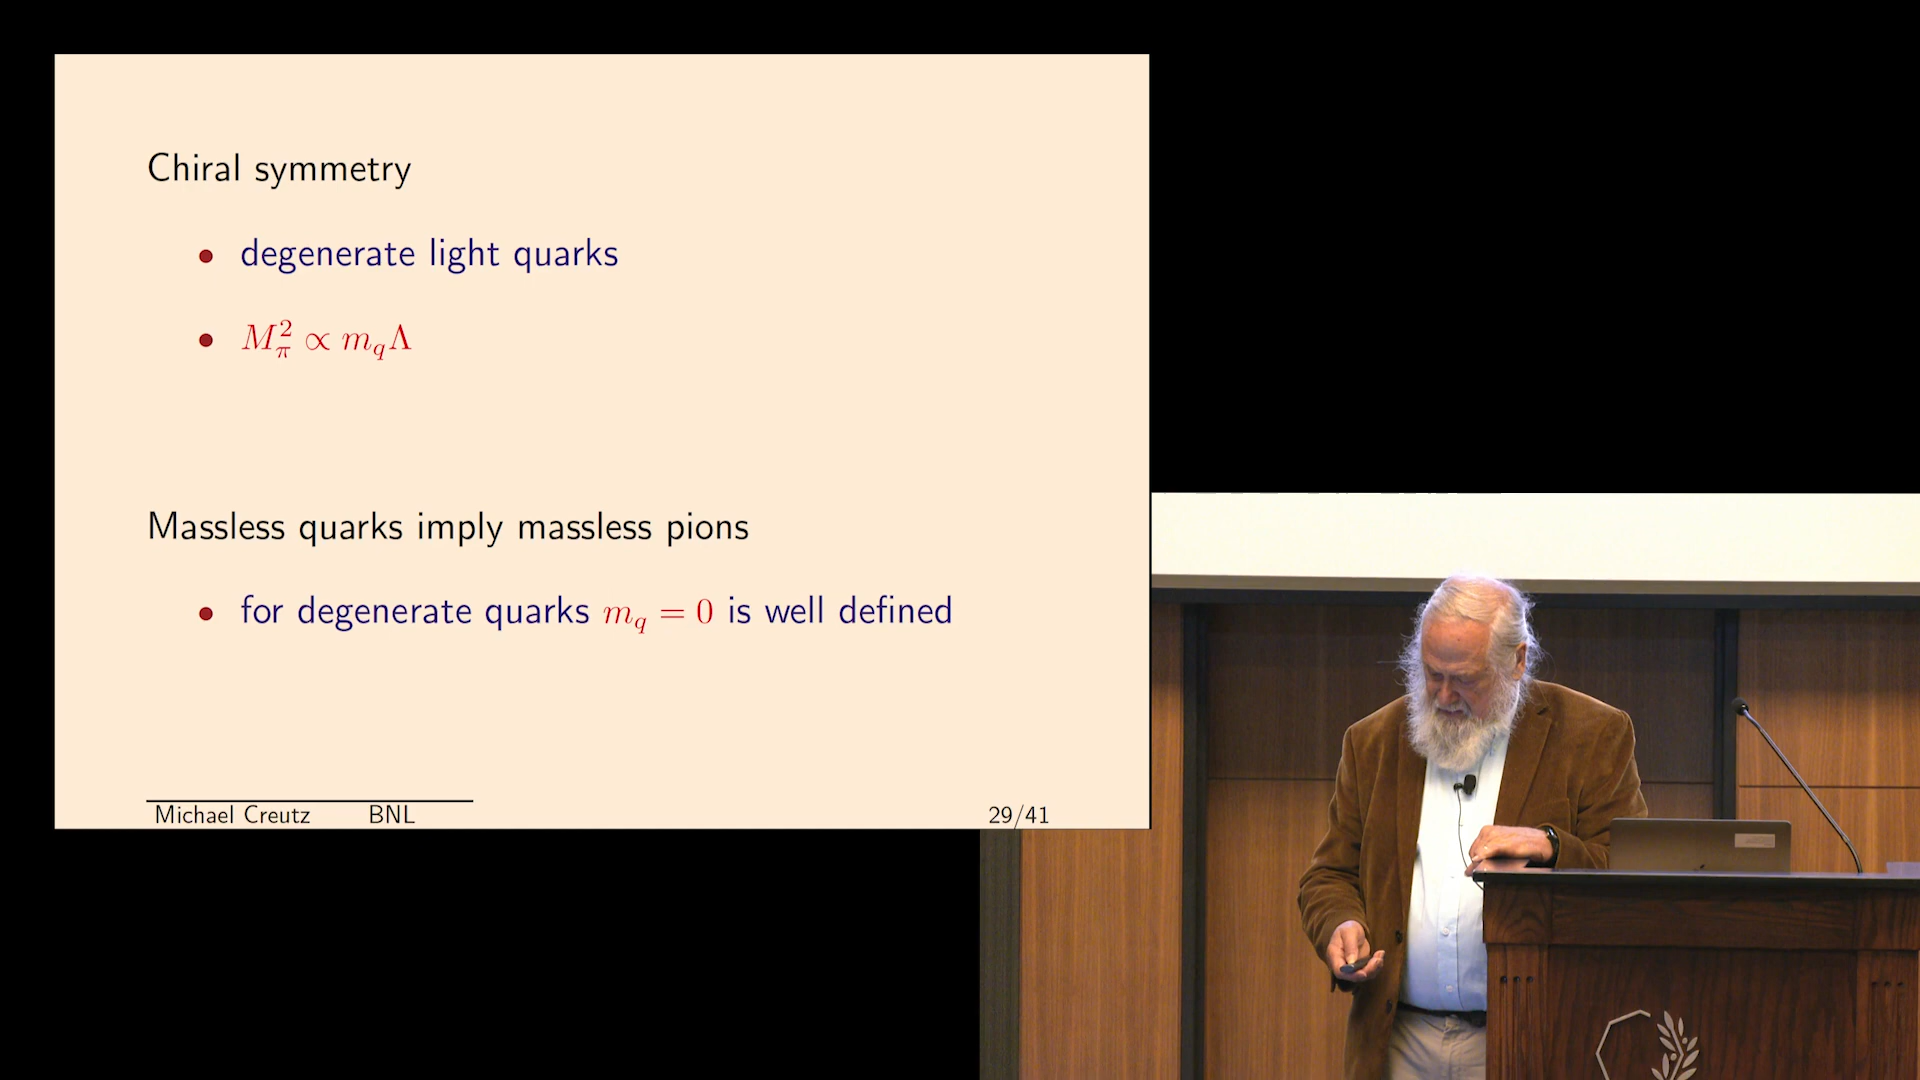 Chiral symmetry
• degenerate light quarks
• $M_\pi^2 \propto m_q \Lambda$
Massless quarks imply massless pions
• for degenerate quarks $m_q = 0$ is well defined
Michael Creutz BNL 29/41